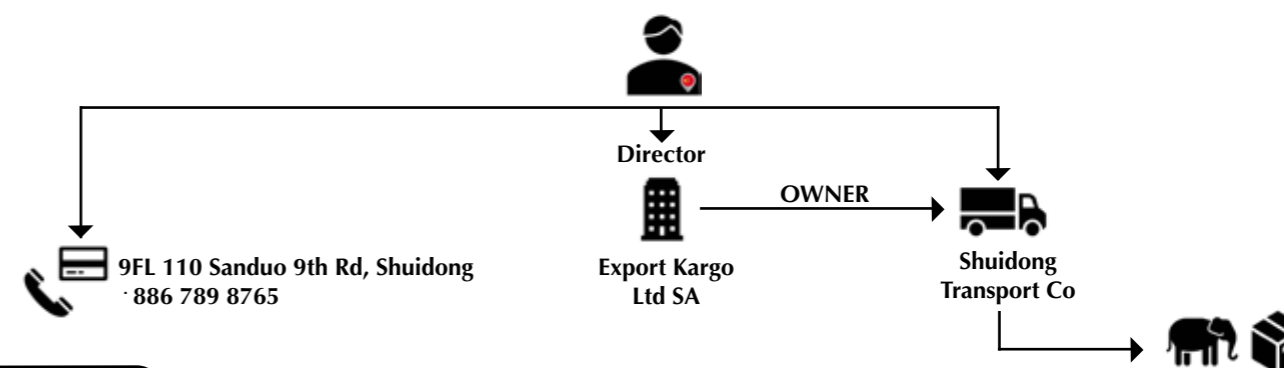 Director
OWNER
9FL 110 Sanduo 9th Rd, Shuidong
886 789 8765
Export Kargo
Ltd SA
Shuidong
Transport Co